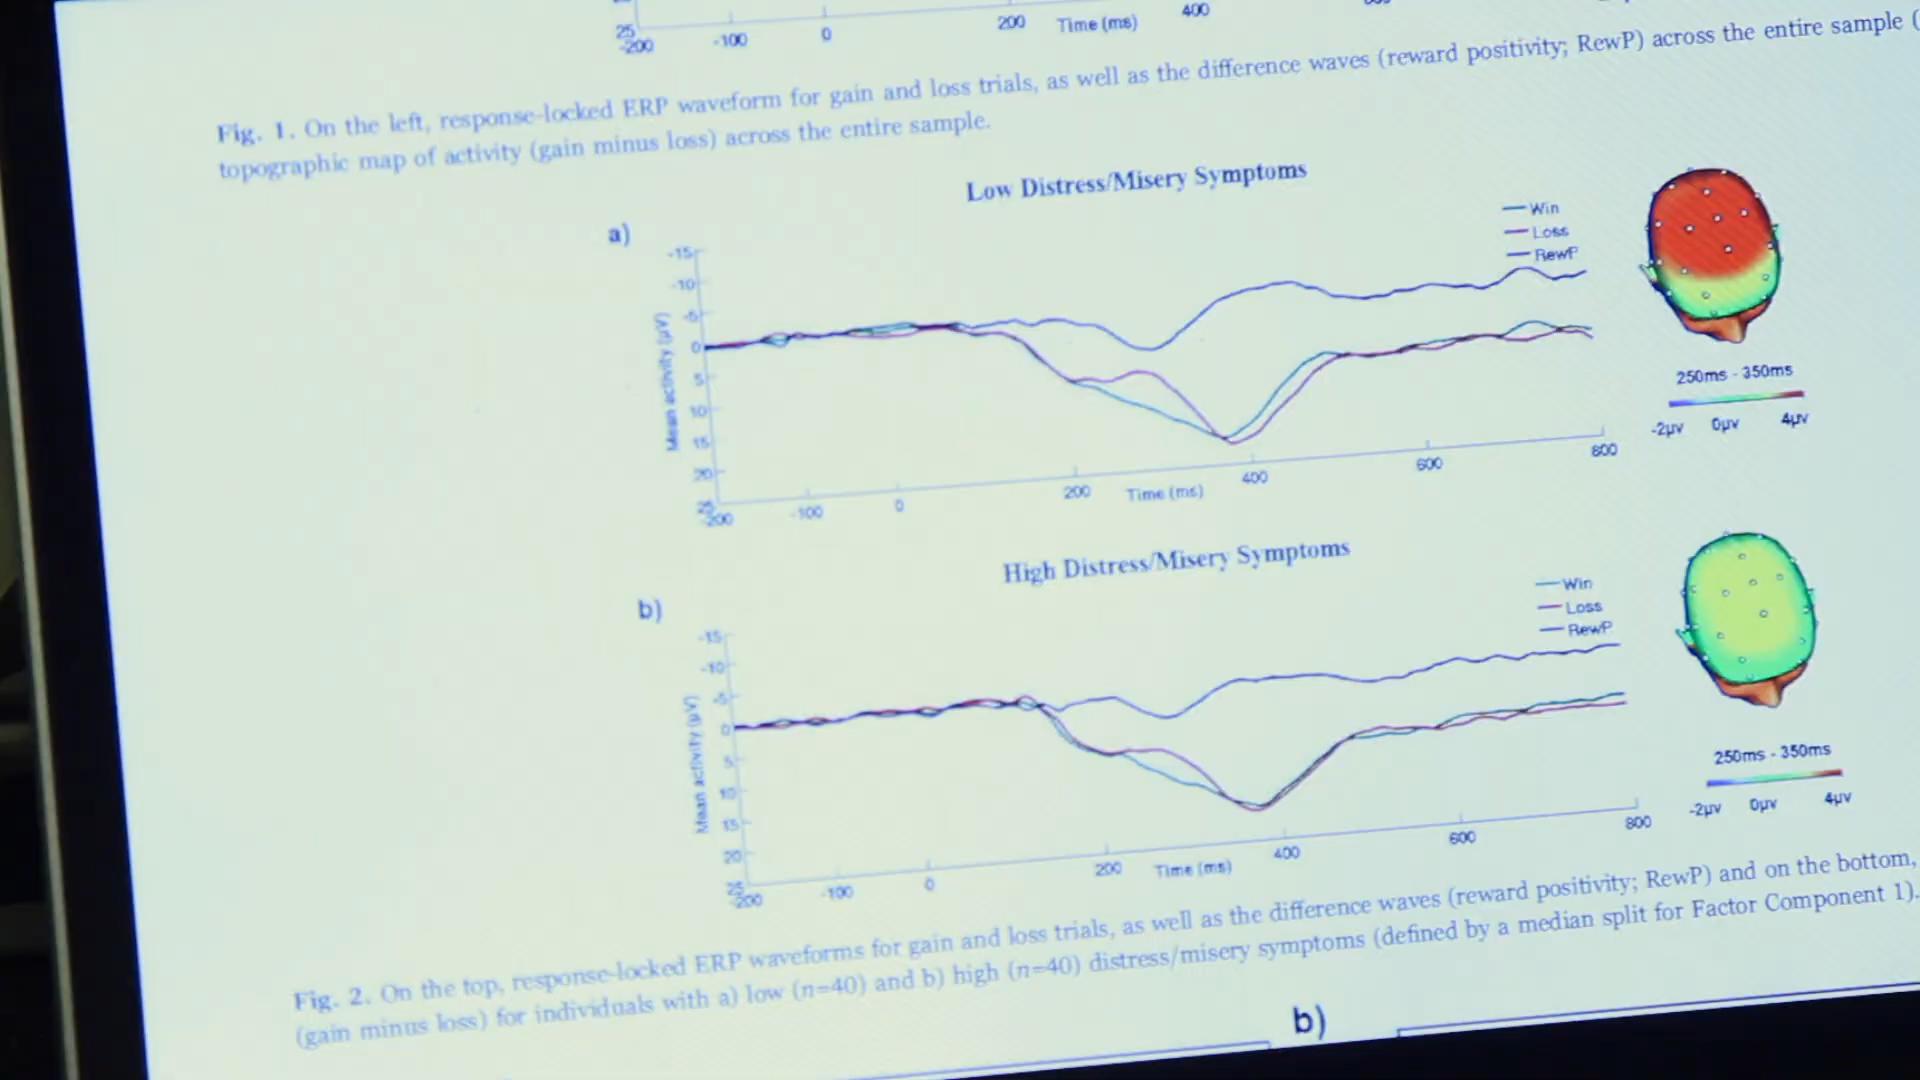 25
-200 -100 0 200 Time (ms) 400
Fig. 1. On the left, response-locked ERP waveform for gain and loss trials, as well as the difference waves (reward positivity; RewP) across the entire sample (
topographic map of activity (gain minus loss) across the entire sample.
Low Distress/Misery Symptoms
a)
Win
Loss
RewP
-15
-10
-5
0
5
10
15
20
25
Mean activity (µV)
-200 -100 0 200 Time (ms) 400 600 800
250ms - 350ms
-2µv 0µv 4µv
High Distress/Misery Symptoms
b)
Win
Loss
RewP
-15
-10
-5
0
5
10
15
20
25
Mean activity (µV)
-200 -100 0 200 Time (ms) 400 600 800
250ms - 350ms
-2µv 0µv 4µv
Fig. 2. On the top, response-locked ERP waveforms for gain and loss trials, as well as the difference waves (reward positivity; RewP) and on the bottom,
(gain minus loss) for individuals with a) low (n=40) and b) high (n=40) distress/misery symptoms (defined by a median split for Factor Component 1).
b)